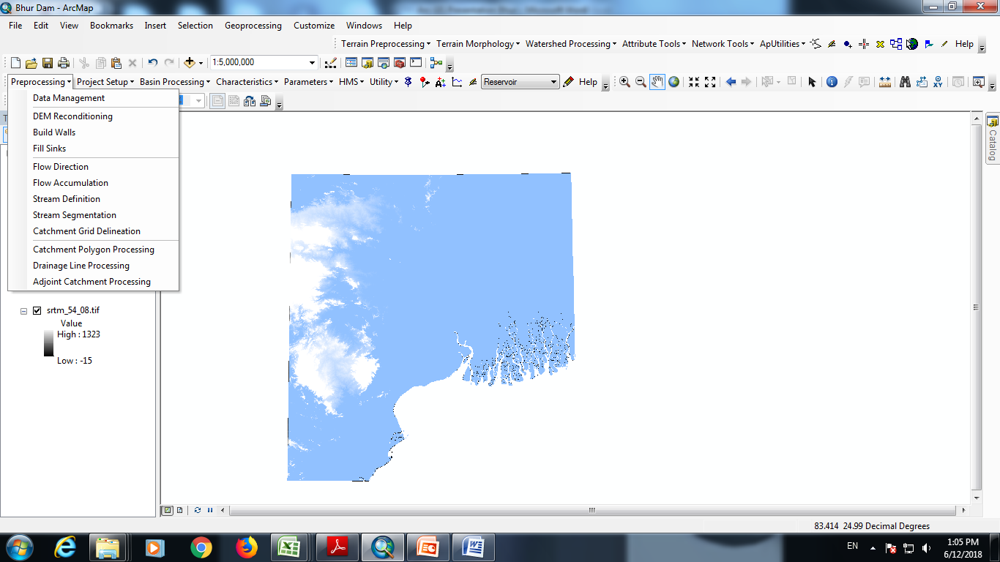 Bhur Dam - ArcMap
File Edit View Bookmarks Insert Selection Geoprocessing Customize Windows Help
Terrain Preprocessing Terrain Morphology Watershed Processing Attribute Tools Network Tools ApUtilities Help
1:5,000,000
Preprocessing Project Setup Basin Processing Characteristics Parameters HMS Utility Reservoir Help
Data Management
DEM Reconditioning
Build Walls
Fill Sinks
Flow Direction
Flow Accumulation
Stream Definition
Stream Segmentation
Catchment Grid Delineation
Catchment Polygon Processing
Drainage Line Processing
Adjoint Catchment Processing
srtm_54_08.tif
Value
High : 1323
Low : -15
Catalog
83.414 24.99 Decimal Degrees
EN
1:05 PM
6/12/2018